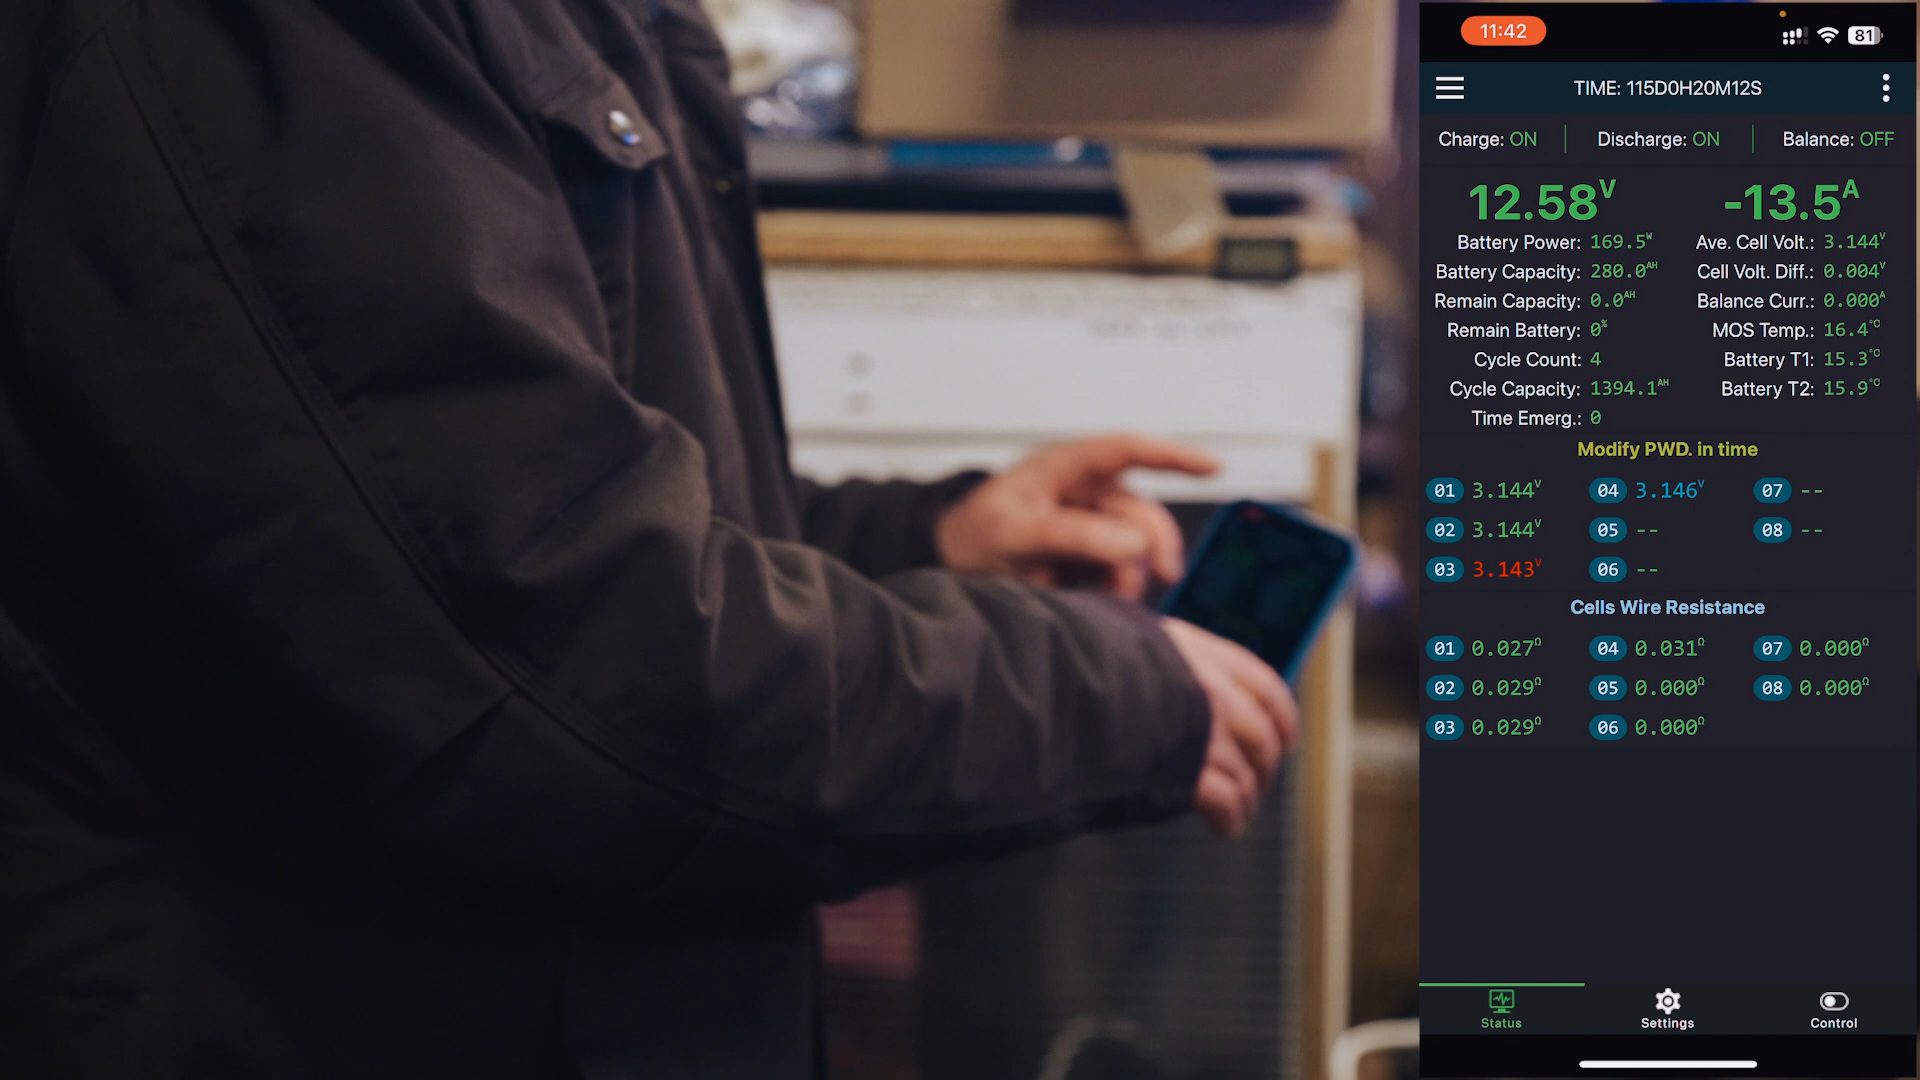 11:42
81
TIME: 115D0H20M12S
Charge: ON Discharge: ON Balance: OFF
12.58V -13.5A
Battery Power: 169.5W Ave. Cell Volt.: 3.144V
Battery Capacity: 280.0AH Cell Volt. Diff.: 0.004V
Remain Capacity: 0.0AH Balance Curr.: 0.000A
Remain Battery: 0% MOS Temp.: 16.4°C
Cycle Count: 4 Battery T1: 15.3°C
Cycle Capacity: 1394.1AH Battery T2: 15.9°C
Time Emerg.: 0
Modify PWD. in time
01 3.144V 04 3.146V 07 --
02 3.144V 05 -- 08 --
03 3.143V 06 --
Cells Wire Resistance
01 0.027Ω 04 0.031Ω 07 0.000Ω
02 0.029Ω 05 0.000Ω 08 0.000Ω
03 0.029Ω 06 0.000Ω
Status Settings Control